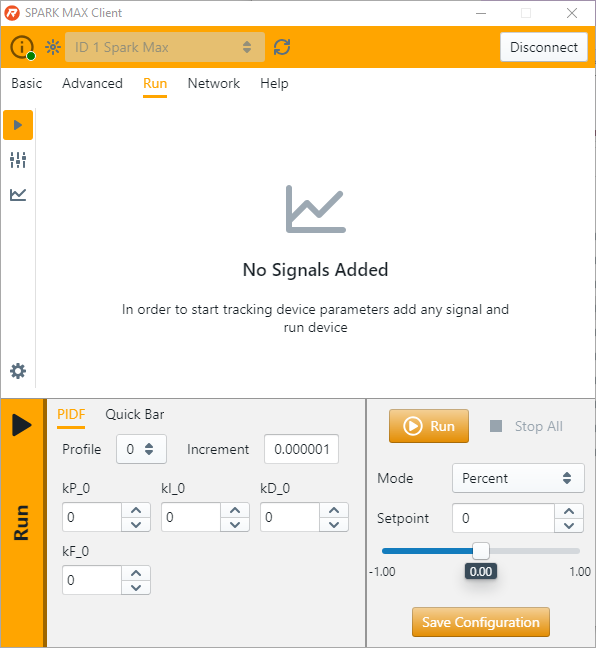 SPARK MAX Client
ID 1 Spark Max
Disconnect
Basic Advanced Run Network Help
No Signals Added
In order to start tracking device parameters add any signal and
run device
Run
PIDF Quick Bar
Profile 0 Increment 0.000001
kP_0 kI_0 kD_0
0 0 0
kF_0
0
Run Stop All
Mode Percent
Setpoint 0
-1.00 0.00 1.00
Save Configuration